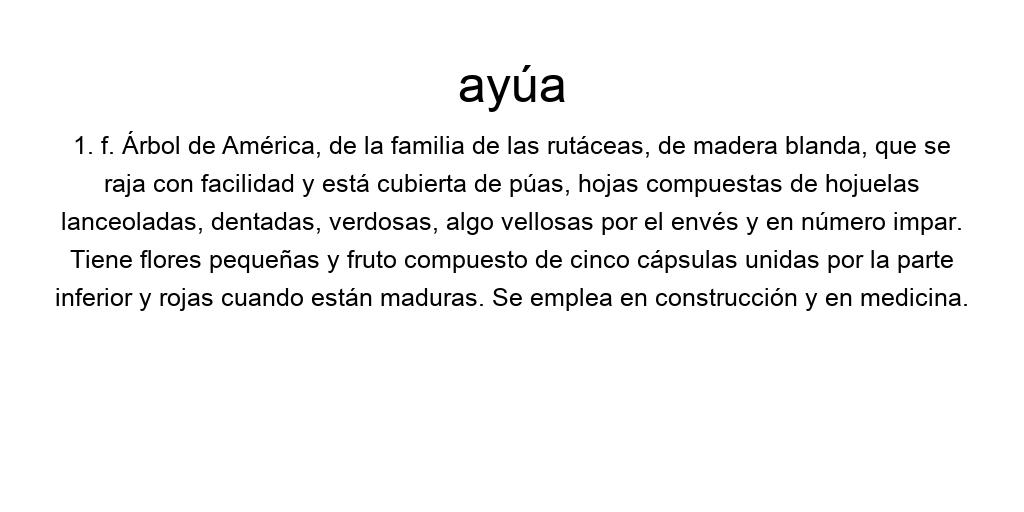 ayúa
1. f. Árbol de América, de la familia de las rutáceas, de madera blanda, que se
raja con facilidad y está cubierta de púas, hojas compuestas de hojuelas
lanceoladas, dentadas, verdosas, algo vellosas por el envés y en número impar.
Tiene flores pequeñas y fruto compuesto de cinco cápsulas unidas por la parte
inferior y rojas cuando están maduras. Se emplea en construcción y en medicina.